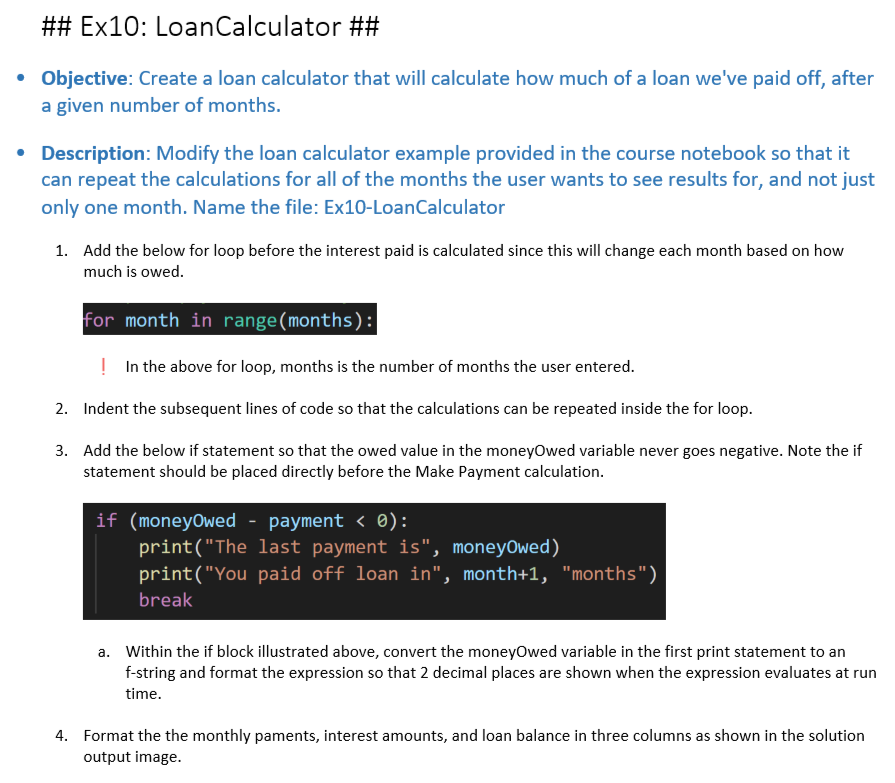 ## Ex10: LoanCalculator ##
• Objective: Create a loan calculator that will calculate how much of a loan we've paid off, after
a given number of months.
• Description: Modify the loan calculator example provided in the course notebook so that it
can repeat the calculations for all of the months the user wants to see results for, and not just
only one month. Name the file: Ex10-LoanCalculator
1. Add the below for loop before the interest paid is calculated since this will change each month based on how
much is owed.
for month in range(months):
! In the above for loop, months is the number of months the user entered.
2. Indent the subsequent lines of code so that the calculations can be repeated inside the for loop.
3. Add the below if statement so that the owed value in the moneyOwed variable never goes negative. Note the if
statement should be placed directly before the Make Payment calculation.
if (moneyOwed - payment < 0):
print("The last payment is", moneyOwed)
print("You paid off loan in", month+1, "months")
break
a. Within the if block illustrated above, convert the moneyOwed variable in the first print statement to an
f-string and format the expression so that 2 decimal places are shown when the expression evaluates at run
time.
4. Format the the monthly paments, interest amounts, and loan balance in three columns as shown in the solution
output image.